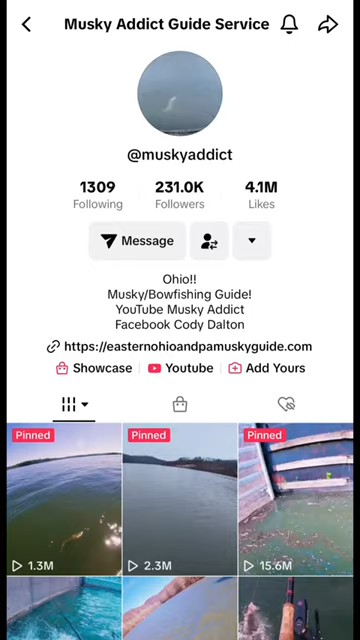 Musky Addict Guide Service
@muskyaddict
1309 231.0K 4.1M
Following Followers Likes
Message
Ohio!!
Musky/Bowfishing Guide!
YouTube Musky Addict
Facebook Cody Dalton
https://easternohioandpamuskyguide.com
Showcase Youtube Add Yours
Pinned Pinned Pinned
1.3M 2.3M 15.6M